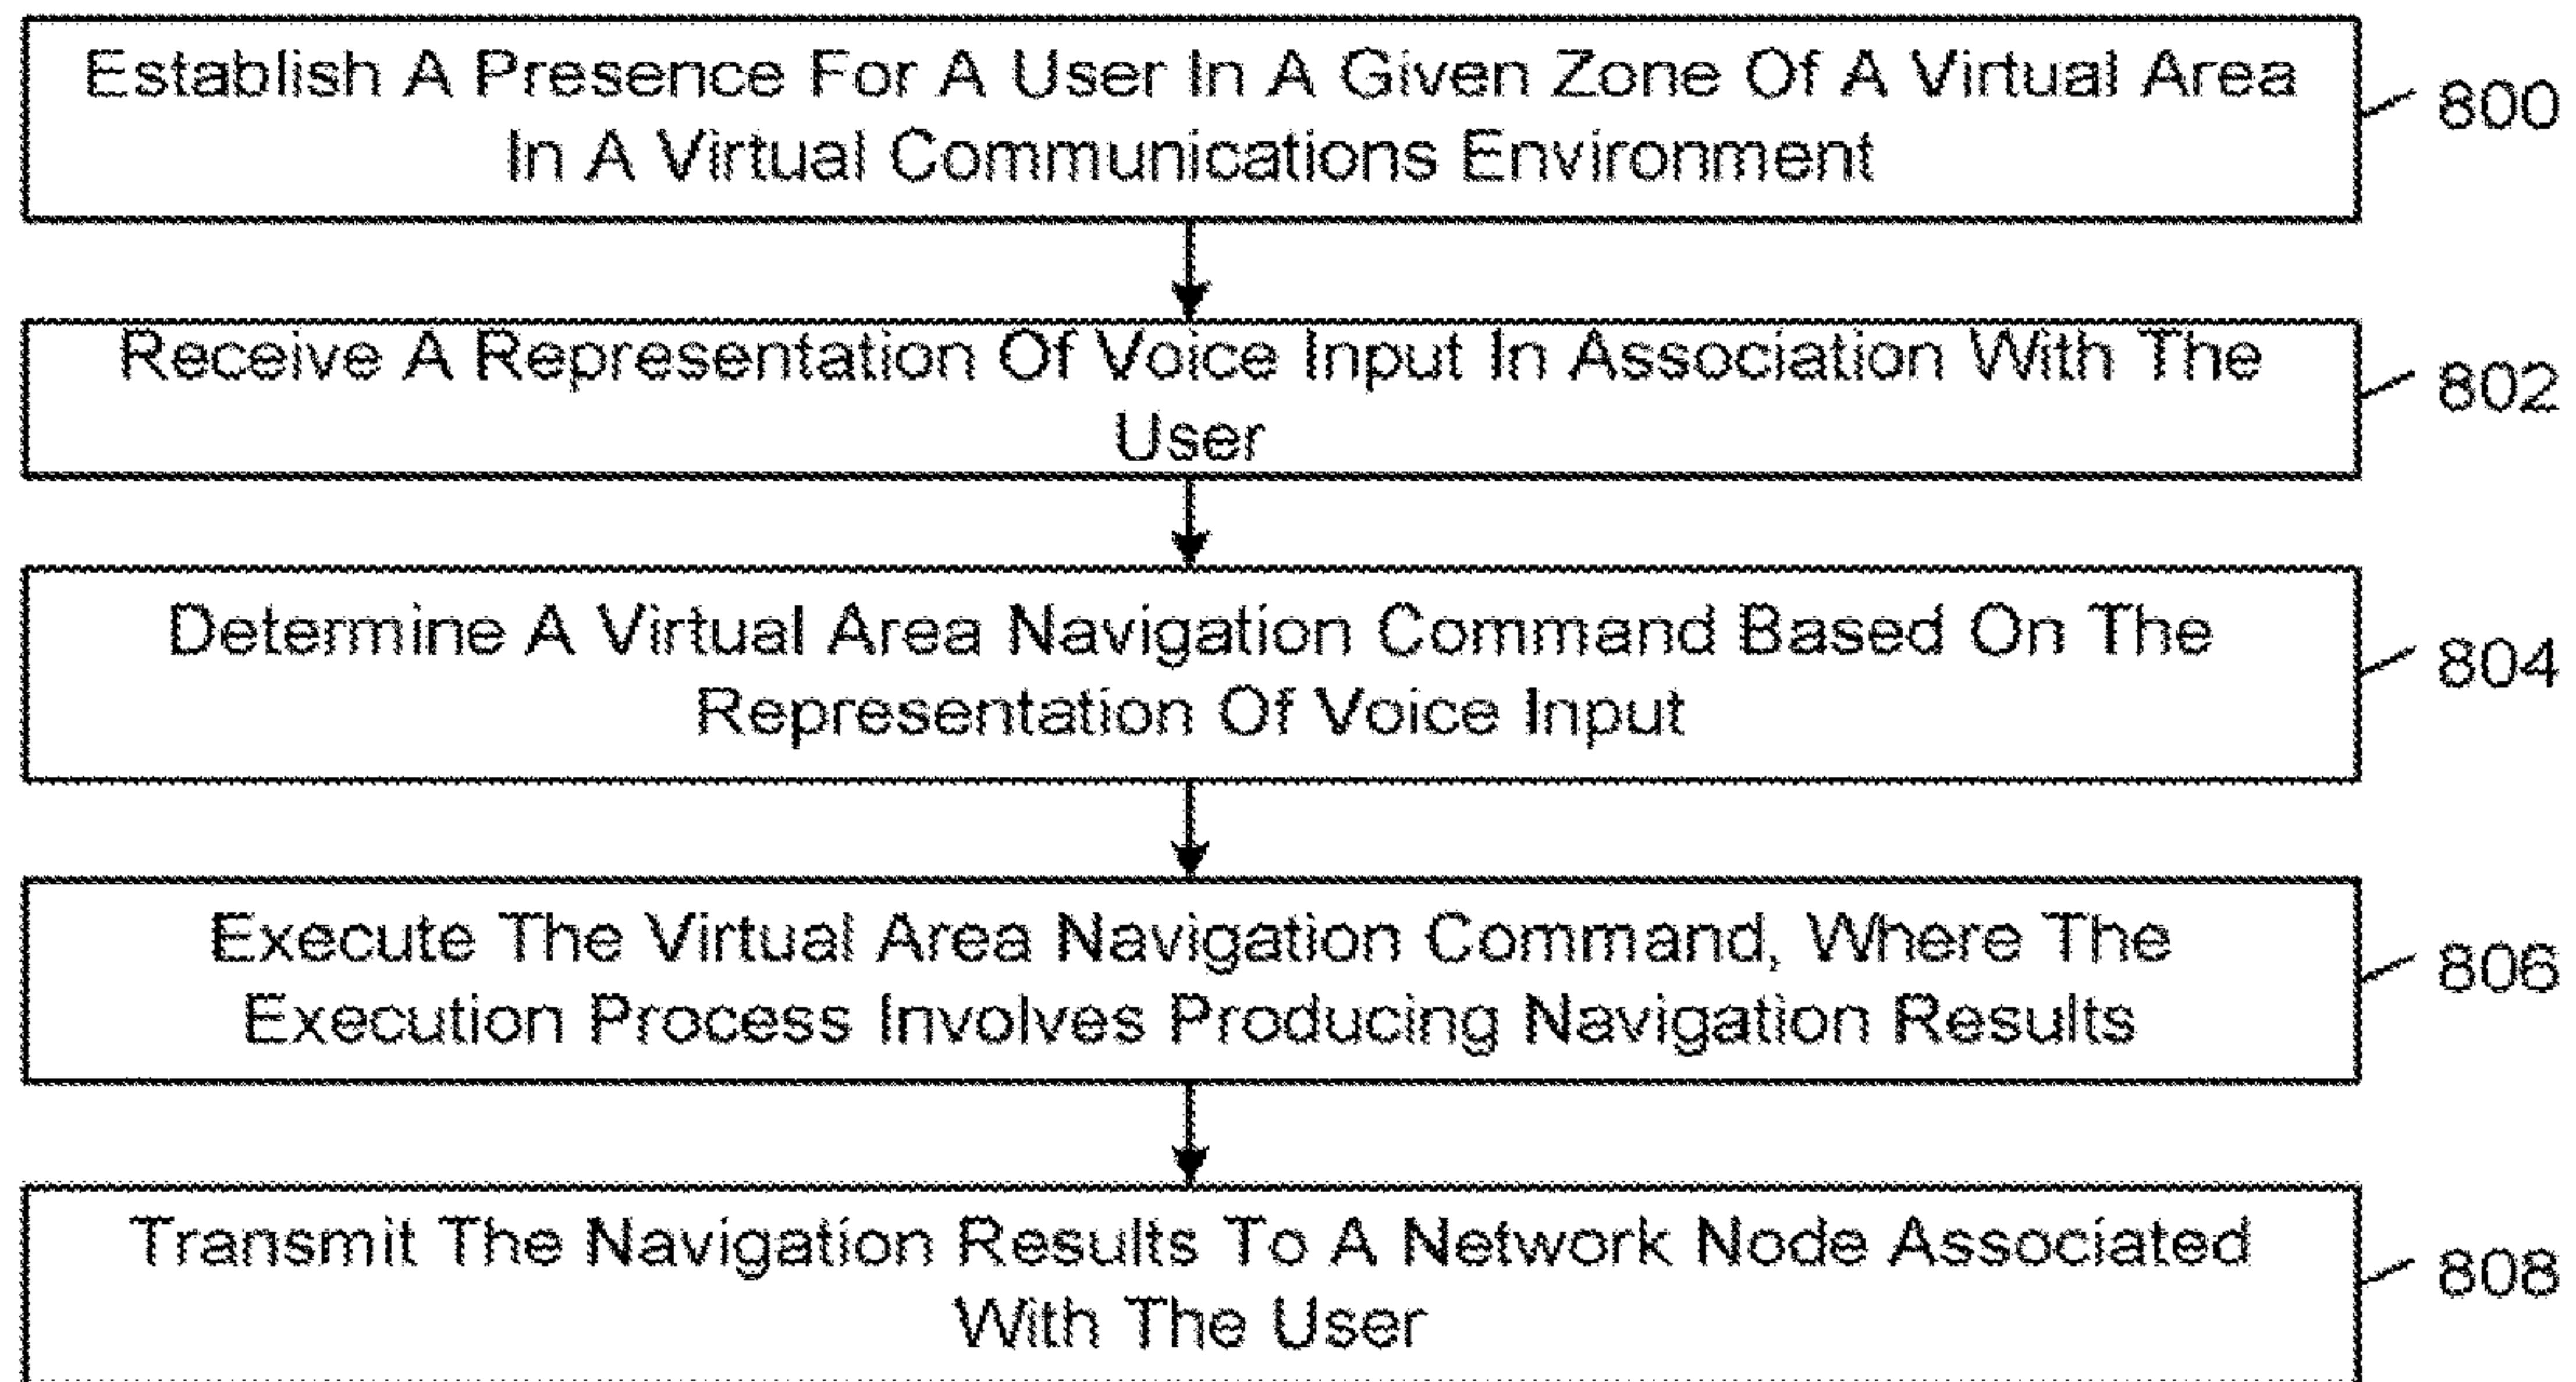 Establish A Presence For A User In A Given Zone Of A Virtual Area
In A Virtual Communications Environment
800
Receive A Representation Of Voice Input In Association With The
User
802
Determine A Virtual Area Navigation Command Based On The
Representation Of Voice Input
804
Execute The Virtual Area Navigation Command, Where The
Execution Process Involves Producing Navigation Results
806
Transmit The Navigation Results To A Network Node Associated
With The User
808